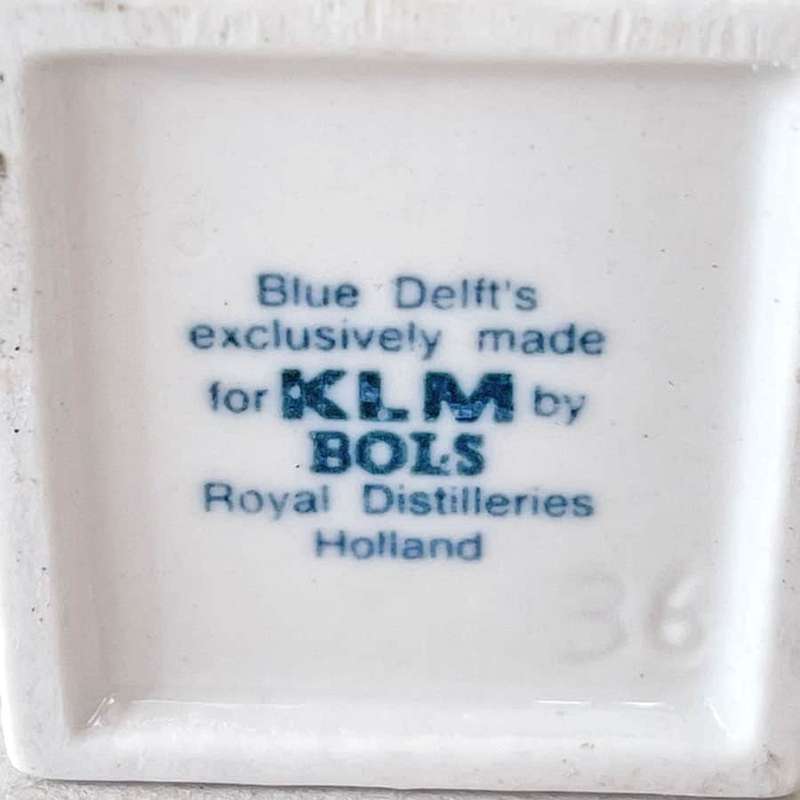 Blue Delft's
exclusively made
for KLM by
BOLS
Royal Distilleries
Holland
36